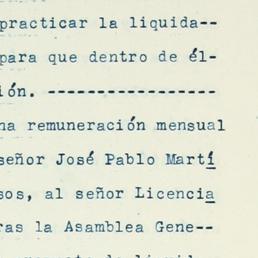 practicar la liquida--
para que dentro de él-
ión. ----------------
na remuneración mensual
señor José Pablo Martí
sos, al señor Licencia
ras la Asamblea Gene--